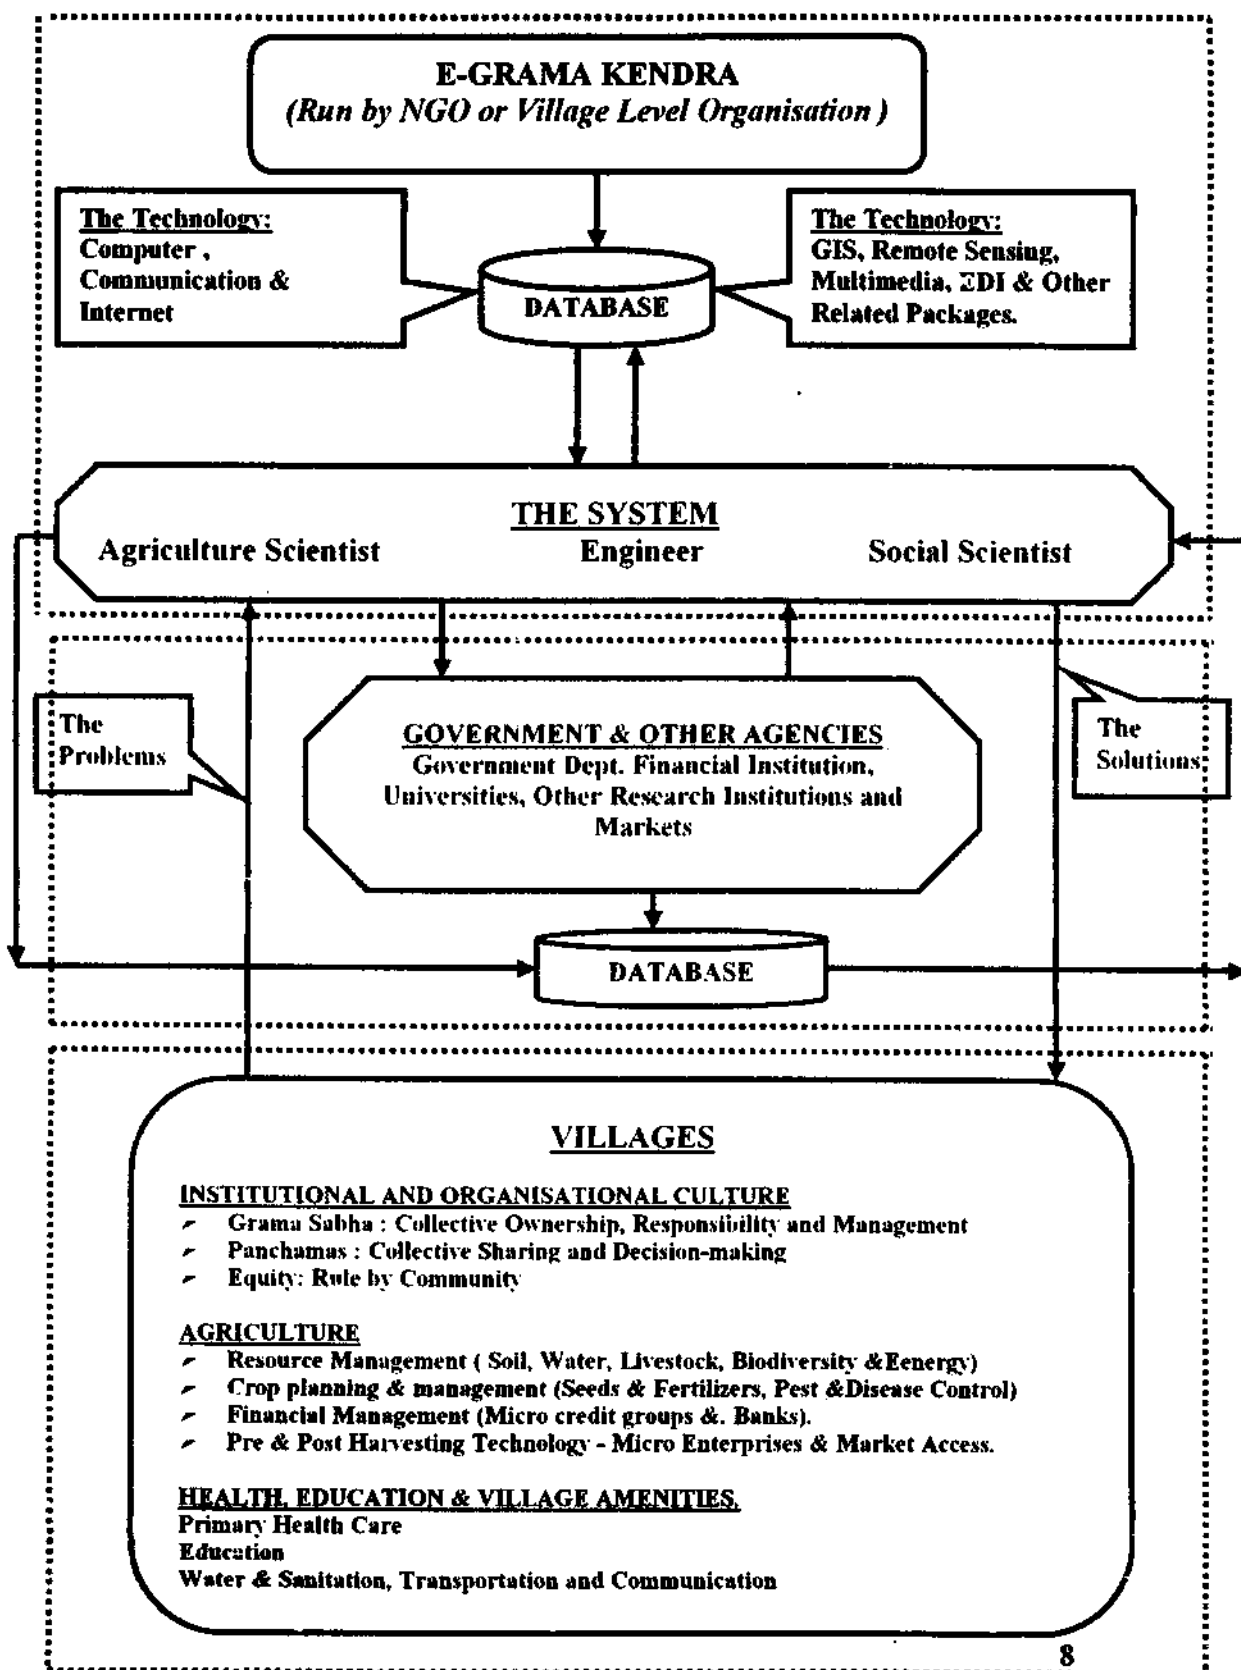 E-GRAMA KENDRA
(Run by NGO or Village Level Organisation )
The Technology:
Computer ,
Communication &
Internet
The Technology:
GIS, Remote Sensing,
Multimedia, EDI & Other
Related Packages.
DATABASE
THE SYSTEM
Agriculture Scientist Engineer Social Scientist
The
Problems
GOVERNMENT & OTHER AGENCIES
Government Dept. Financial Institution,
Universities, Other Research Institutions and
Markets
The
Solutions
DATABASE
VILLAGES
INSTITUTIONAL AND ORGANISATIONAL CULTURE
Grama Sabha : Collective Ownership, Responsibility and Management
Panchamas : Collective Sharing and Decision-making
Equity: Rule by Community
AGRICULTURE
Resource Management ( Soil, Water, Livestock, Biodiversity &Eenergy)
Crop planning & management (Seeds & Fertilizers, Pest &Disease Control)
Financial Management (Micro credit groups &. Banks).
Pre & Post Harvesting Technology - Micro Enterprises & Market Access.
HEALTH, EDUCATION & VILLAGE AMENITIES.
Primary Health Care
Education
Water & Sanitation, Transportation and Communication
8